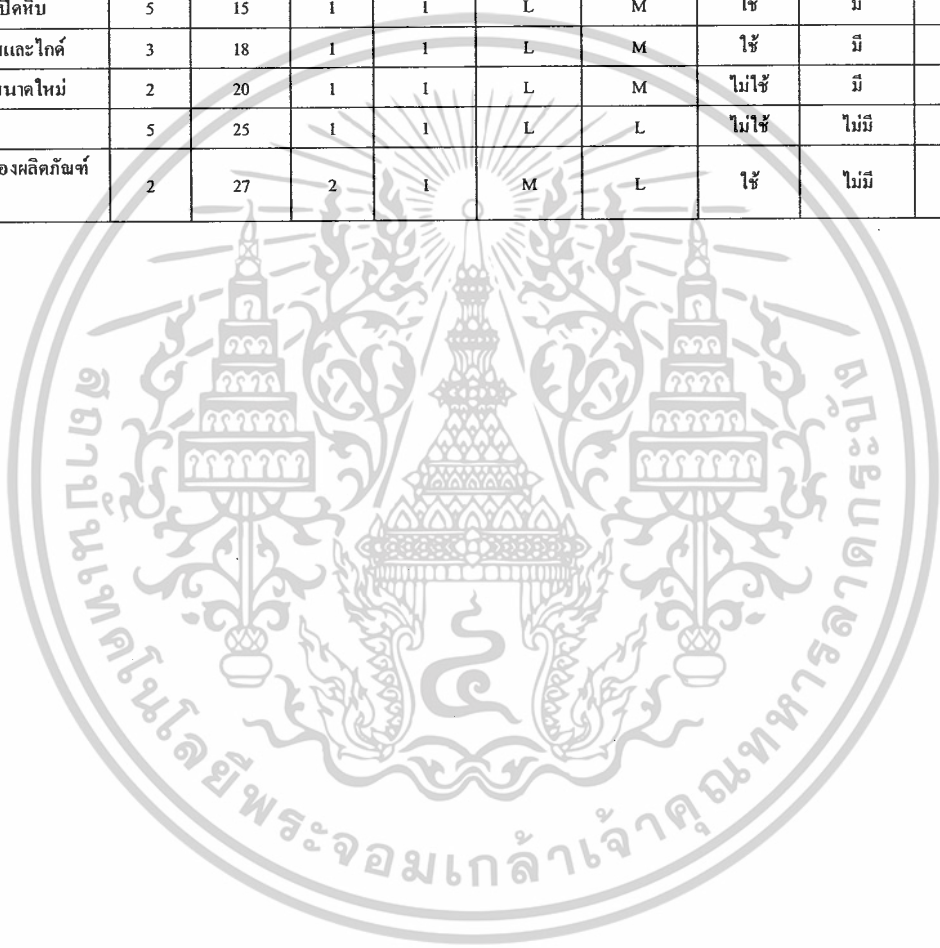 ปิดหีบ 5 15 1 1 L M ใช้ มี
และไกด์ 3 18 1 1 L M ใช้ มี
นาดใหม่ 2 20 1 1 L M ไม่ใช้ มี
5 25 1 1 L L ไม่ใช้ ไม่มี
องผลิตภัณฑ์ 2 27 2 1 M L ใช้ ไม่มี
สถาบันเทคโนโลยีพระจอมเกล้าเจ้าคุณทหารลาดกระบัง